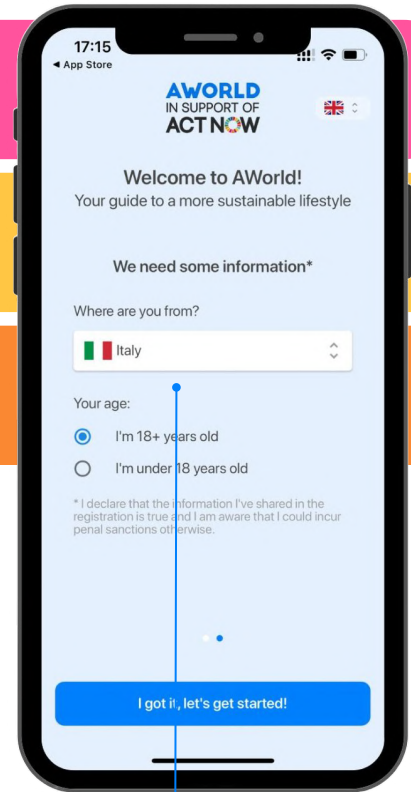 17:15
◀ App Store
AWORLD
IN SUPPORT OF
ACT NOW
Welcome to AWorld!
Your guide to a more sustainable lifestyle
We need some information*
Where are you from?
Italy
Your age:
I'm 18+ years old
I'm under 18 years old
* I declare that the information I've shared in the
registration is true and I am aware that I could incur
penal sanctions otherwise.
I got it, let's get started!